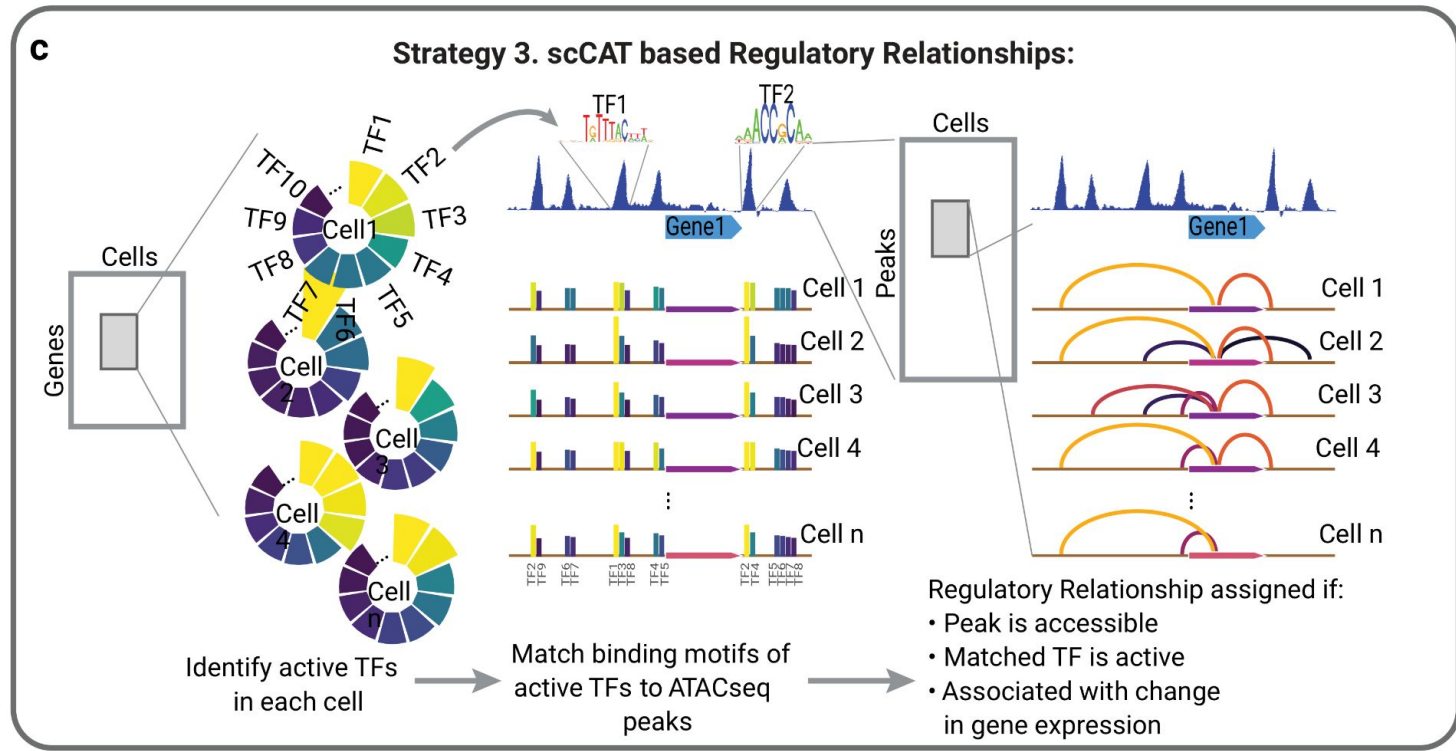 c
Strategy 3. scCAT based Regulatory Relationships:
Cells
Genes
TF1
TF2
TF3
TF4
TF5
TF6
TF7
TF8
TF9
TF10
...
Cell1
Cell
2
...
Cell
3
...
Cell
4
...
Cell
n
...
Identify active TFs
in each cell
TF1
TGTTTAC
TF2
AACCGCAA
Gene1
Cell 1
Cell 2
Cell 3
Cell 4
...
Cell n
TF2
TF9
TF6
TF7
TF1
TF3
TF8
TF4
TF5
TF2
TF4
TF5
TF6
TF7
TF8
Match binding motifs of
active TFs to ATACseq
peaks
Cells
Peaks
Gene1
Cell 1
Cell 2
Cell 3
Cell 4
...
Cell n
Regulatory Relationship assigned if:
• Peak is accessible
• Matched TF is active
• Associated with change
in gene expression